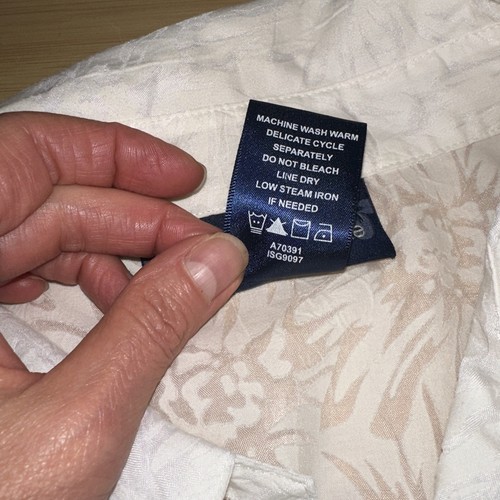 MACHINE WASH WARM
DELICATE CYCLE
SEPARATELY
DO NOT BLEACH
LINE DRY
LOW STEAM IRON
IF NEEDED
A70391
ISG9097